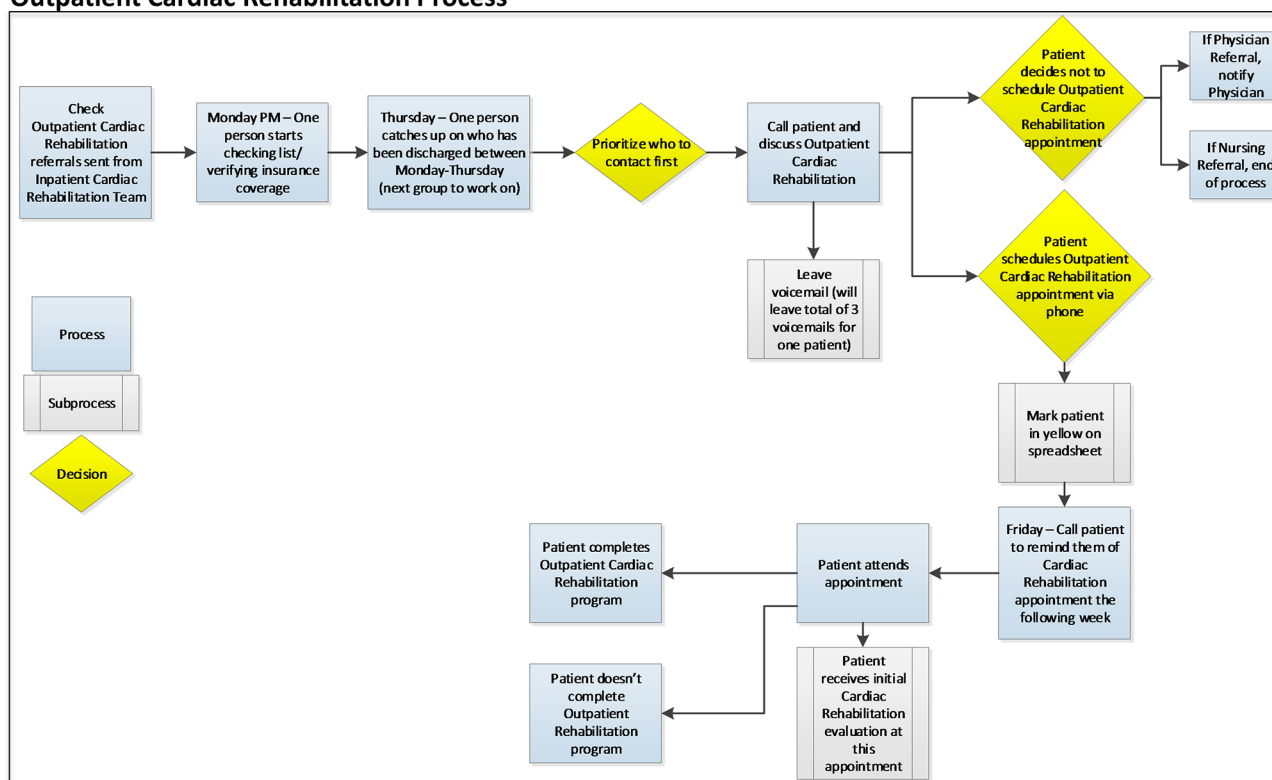 Outpatient Cardiac Rehabilitation Process
Check
Outpatient Cardiac
Rehabilitation
referrals sent from
Inpatient Cardiac
Rehabilitation Team
Monday PM – One
person starts
checking list/
verifying insurance
coverage
Thursday – One person
catches up on who has
been discharged between
Monday-Thursday
(next group to work on)
Prioritize who to
contact first
Call patient and
discuss Outpatient
Cardiac
Rehabilitation
Patient
decides not to
schedule Outpatient
Cardiac
Rehabilitation
appointment
If Physician
Referral,
notify
Physician
If Nursing
Referral, end
of process
Leave
voicemail (will
leave total of 3
voicemails for
one patient)
Patient
schedules Outpatient
Cardiac Rehabilitation
appointment via
phone
Process
Subprocess
Decision
Mark patient
in yellow on
spreadsheet
Friday – Call patient
to remind them of
Cardiac
Rehabilitation
appointment the
following week
Patient attends
appointment
Patient completes
Outpatient Cardiac
Rehabilitation
program
Patient doesn’t
complete
Outpatient
Rehabilitation
program
Patient
receives initial
Cardiac
Rehabilitation
evaluation at
this
appointment